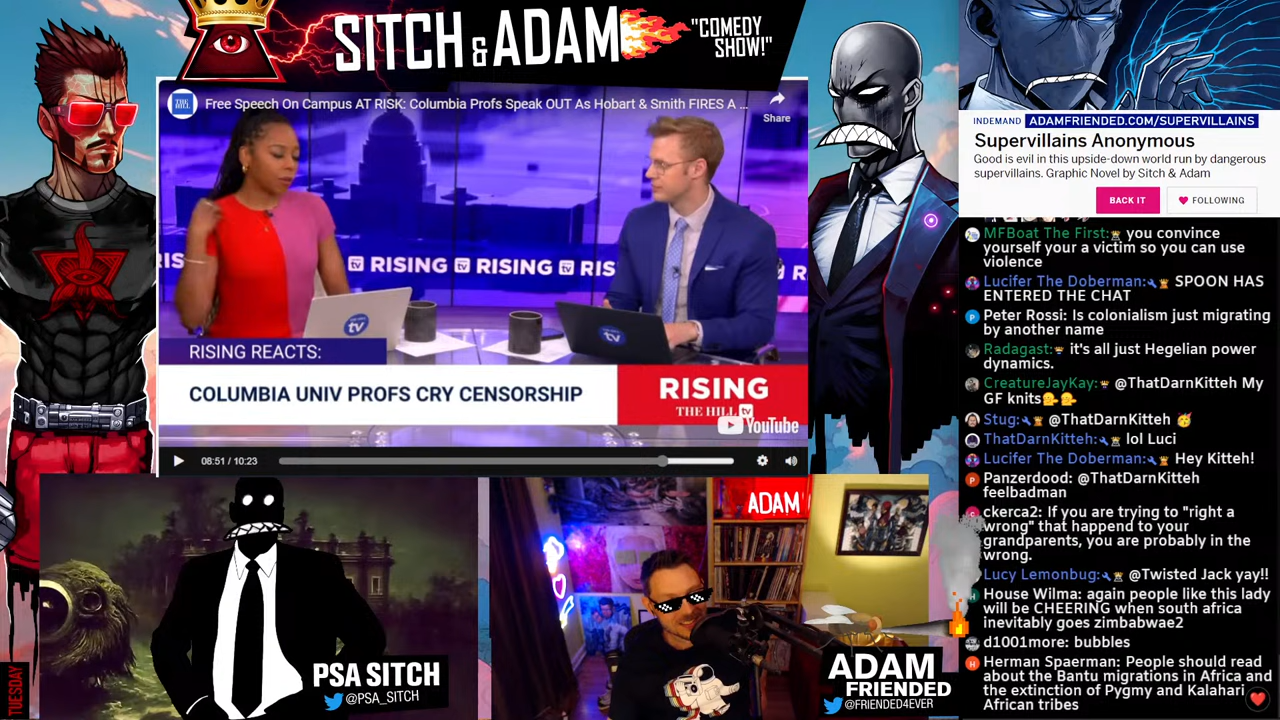 SITCH & ADAM
"COMEDY
SHOW!"
Free Speech On Campus AT RISK: Columbia Profs Speak OUT As Hobart & Smith FIRES A ...
Share
RISING RISING RIS
tv
tv
RISING REACTS:
COLUMBIA UNIV PROFS CRY CENSORSHIP
RISING
THE HILL tv
YouTube
08:51 / 10:23
PSA SITCH
@PSA_SITCH
ADAM
ADAM
FRIENDED
@FRIENDED4EVER
TUESDAY
INDEMAND ADAMFRIENDED.COM/SUPERVILLAINS
Supervillains Anonymous
Good is evil in this upside-down world run by dangerous
supervillains. Graphic Novel by Sitch & Adam
BACK IT
FOLLOWING
MFBoat The First: you convince
yourself your a victim so you can use
violence
Lucifer The Doberman: SPOON HAS
ENTERED THE CHAT
Peter Rossi: Is colonialism just migrating
by another name
Radagast: it's all just Hegelian power
dynamics.
CreatureJayKay: @ThatDarnKitteh My
GF knits
Stug: @ThatDarnKitteh
ThatDarnKitteh: lol Luci
Lucifer The Doberman: Hey Kitteh!
Panzerdood: @ThatDarnKitteh
feelbadman
ckerca2: If you are trying to "right a
wrong" that happend to your
grandparents, you are probably in the
wrong.
Lucy Lemonbug: @Twisted Jack yay!!
House Wilma: again people like this lady
will be CHEERING when south africa
inevitably goes zimbabwae2
d1001more: bubbles
Herman Spaerman: People should read
about the Bantu migrations in Africa and
the extinction of Pygmy and Kalahari
African tribes